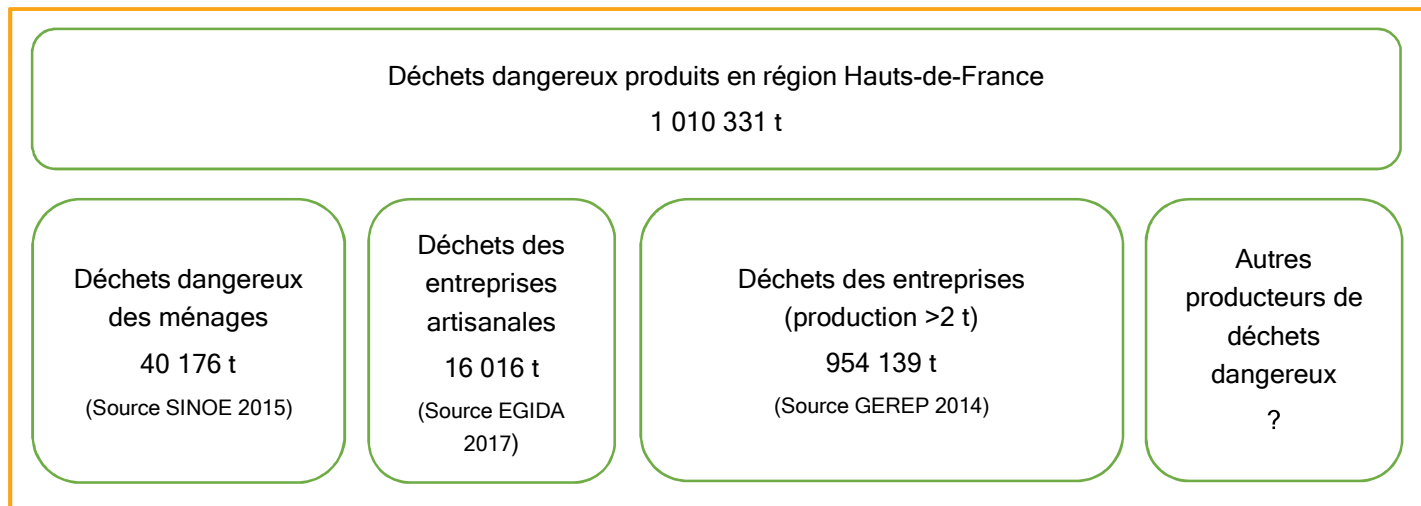 Déchets dangereux produits en région Hauts-de-France
1 010 331 t
Déchets dangereux
des ménages
40 176 t
(Source SINOE 2015)
Déchets des
entreprises
artisanales
16 016 t
(Source EGIDA
2017)
Déchets des entreprises
(production >2 t)
954 139 t
(Source GEREP 2014)
Autres
producteurs de
déchets
dangereux
?